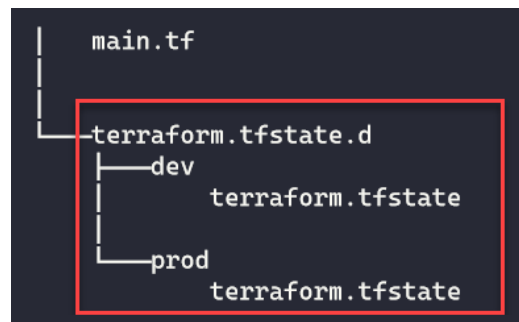 main.tf
terraform.tfstate.d
dev
terraform.tfstate
prod
terraform.tfstate